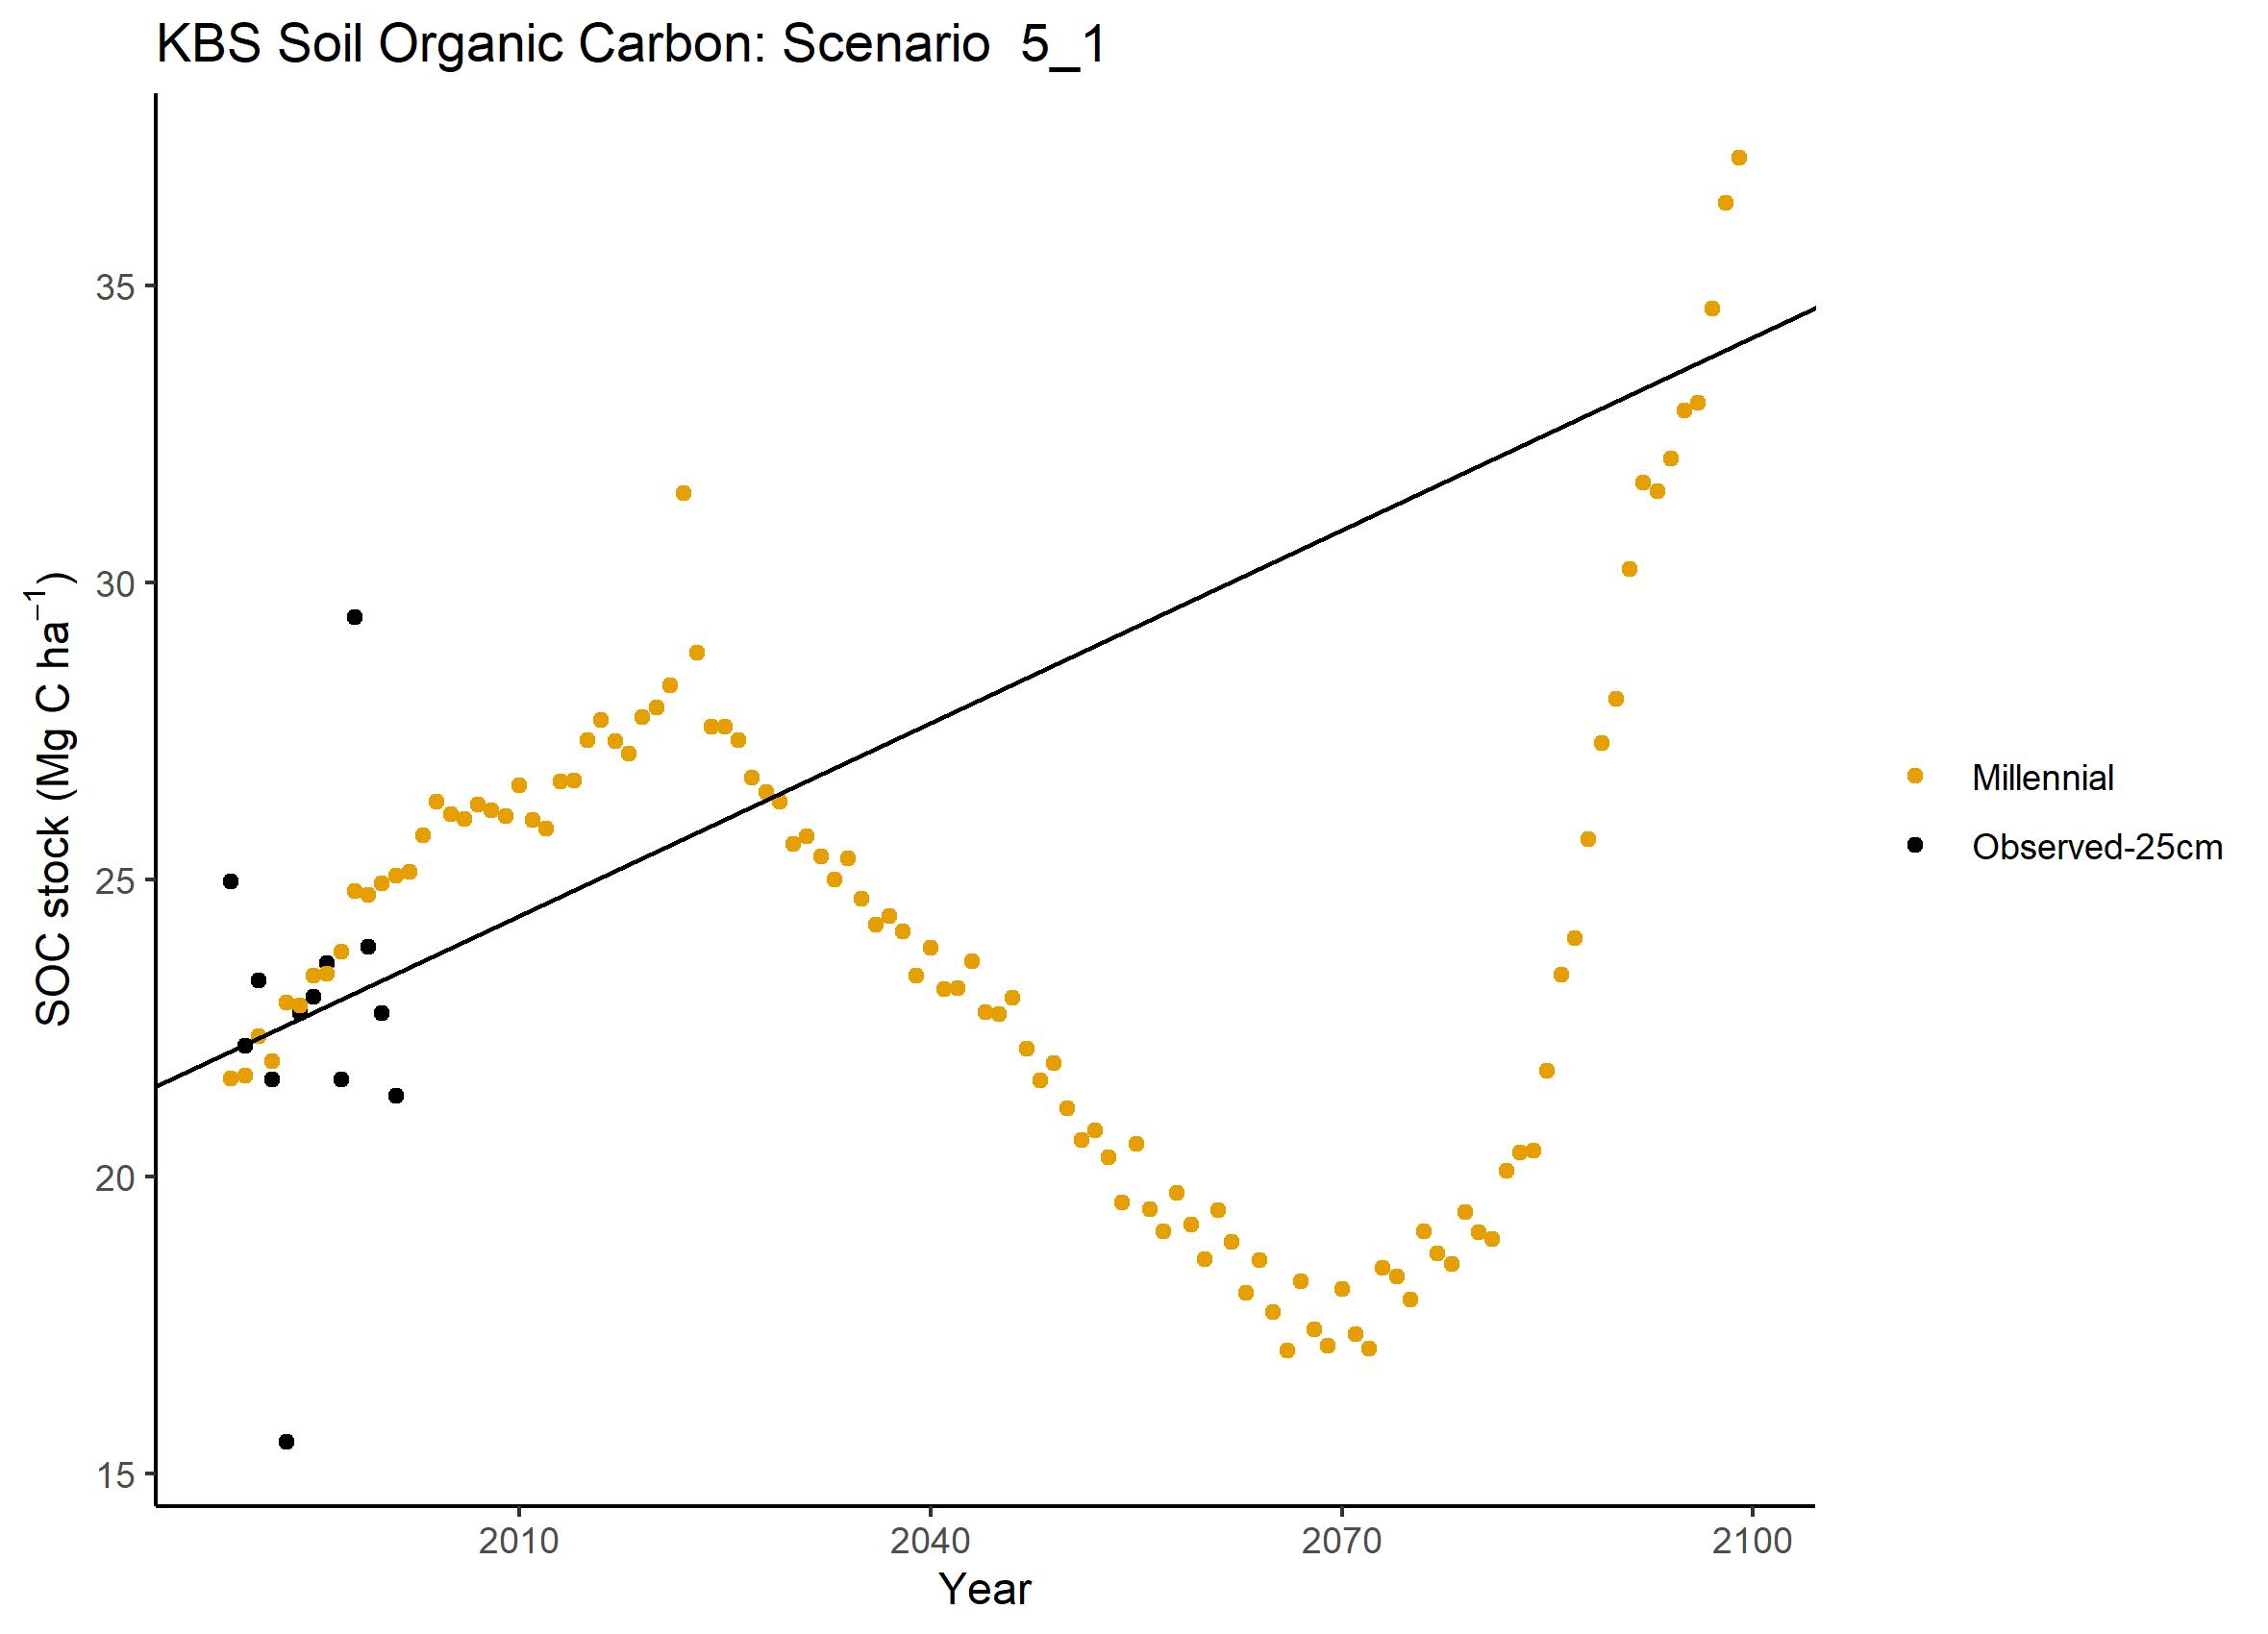 KBS Soil Organic Carbon: Scenario  5_1
SOC stock (Mg C ha⁻¹)
35
30
25
20
15
2010
2040
2070
2100
Year
Millennial
Observed-25cm